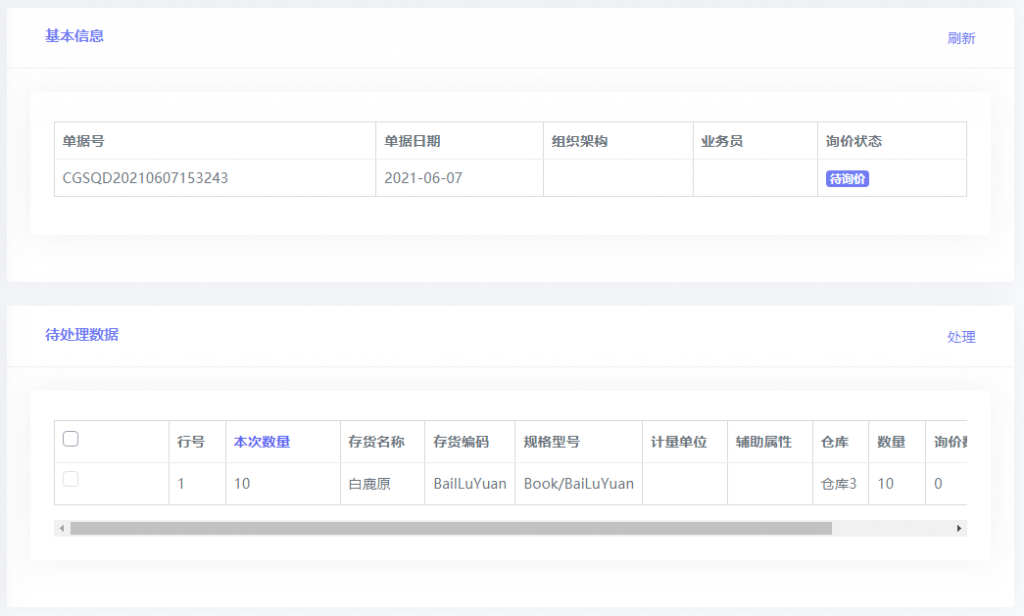 基本信息
刷新
单据号 单据日期 组织架构 业务员 询价状态
CGSQD20210607153243 2021-06-07 待询价
待处理数据
处理
行号 本次数量 存货名称 存货编码 规格型号 计量单位 辅助属性 仓库 数量 询价
1 10 白鹿原 BailLuYuan Book/BaiLuYuan 仓库3 10 0